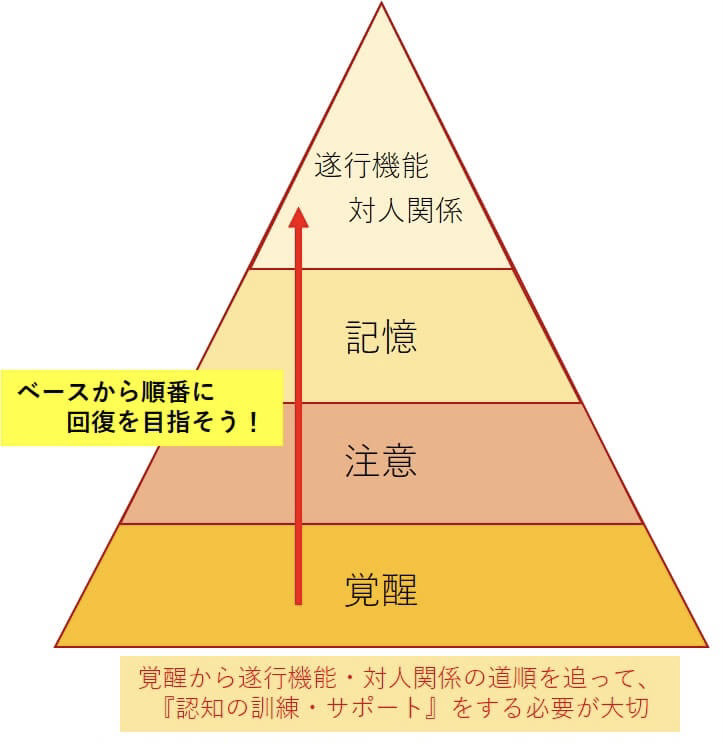 遂行機能
対人関係
記憶
ベースから順番に
回復を目指そう！
注意
覚醒
覚醒から遂行機能・対人関係の道順を追って、
『認知の訓練・サポート』をする必要が大切